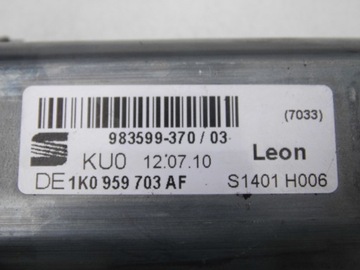 (7033)
983599-370 / 03
KU0 12.07.10 Leon
DE 1K0 959 703 AF S1401 H006